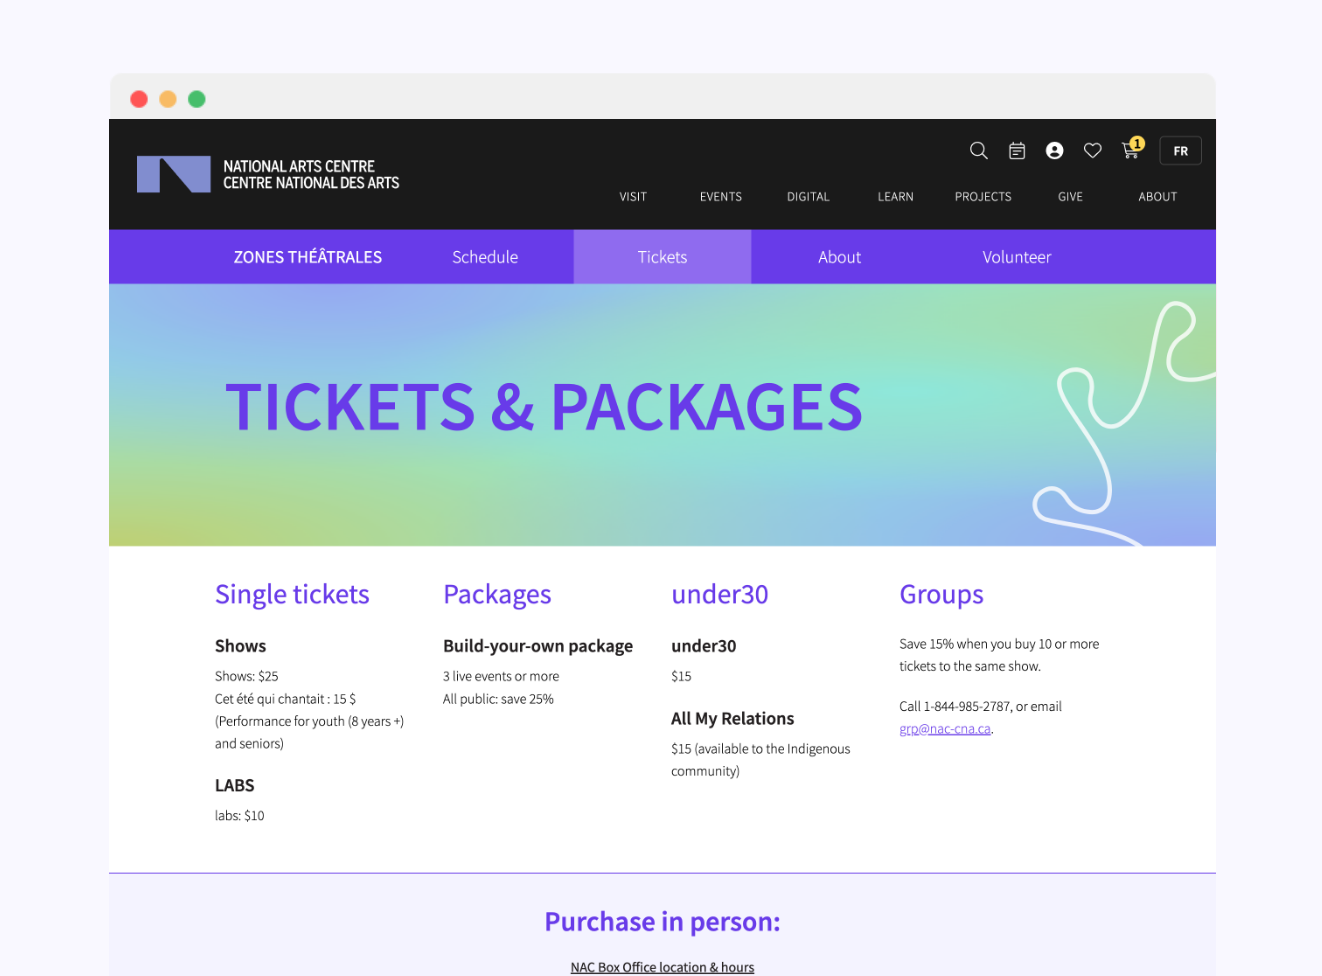 NATIONAL ARTS CENTRE
CENTRE NATIONAL DES ARTS
1
FR
VISIT EVENTS DIGITAL LEARN PROJECTS GIVE ABOUT
ZONES THÉÂTRALES Schedule Tickets About Volunteer
TICKETS & PACKAGES
Single tickets
Shows
Shows: $25
Cet été qui chantait : 15 $
(Performance for youth (8 years +)
and seniors)
LABS
labs: $10
Packages
Build-your-own package
3 live events or more
All public: save 25%
under30
under30
$15
All My Relations
$15 (available to the Indigenous
community)
Groups
Save 15% when you buy 10 or more
tickets to the same show.
Call 1-844-985-2787, or email
grp@nac-cna.ca.
Purchase in person:
NAC Box Office location & hours